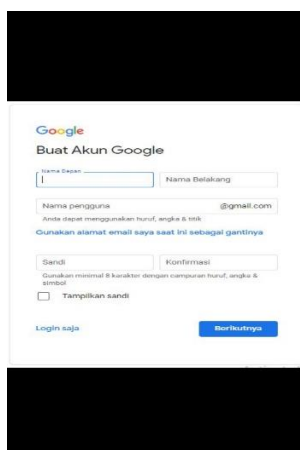 Google
Buat Akun Google
Nama Depan
Nama Belakang
Nama pengguna @gmail.com
Anda dapat menggunakan huruf, angka & titik
Gunakan alamat email saya saat ini sebagai gantinya
Sandi Konfirmasi
Gunakan minimal 8 karakter dengan campuran huruf, angka &
simbol
Tampilkan sandi
Login saja Berikutnya